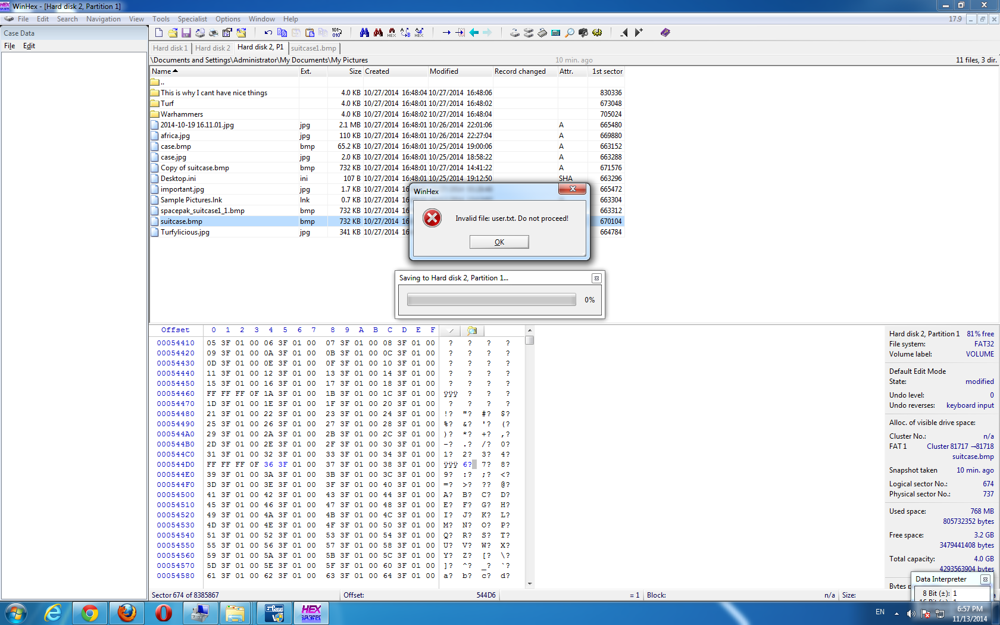 WinHex - [Hard disk 2, Partition 1]
File Edit Search Navigation View Tools Specialist Options Window Help 17.9
Case Data
File Edit
Hard disk 1 Hard disk 2 Hard disk 2, P1 suitcase1.bmp
\Documents and Settings\Administrator\My Documents\My Pictures 10 min. ago 11 files, 3 dir.
Name Ext. Size Created Modified Record changed Attr. 1st sector
..
This is why I cant have nice things 4.0 KB 10/27/2014 16:48:04 10/27/2014 16:48:06 830336
Turf 4.0 KB 10/27/2014 16:48:01 10/27/2014 16:48:02 673048
Warhammers 4.0 KB 10/27/2014 16:48:02 10/27/2014 16:48:04 705024
2014-10-19 16.11.01.jpg jpg 2.1 MB 10/27/2014 16:48:01 10/26/2014 22:01:06 A 665480
africa.jpg jpg 110 KB 10/27/2014 16:48:01 10/26/2014 22:27:04 A 669880
case.bmp bmp 65.2 KB 10/27/2014 16:48:01 10/25/2014 19:00:06 A 663152
case.jpg jpg 2.0 KB 10/27/2014 16:48:01 10/25/2014 18:58:22 A 663288
Copy of suitcase.bmp bmp 732 KB 10/27/2014 16:48:01 10/27/2014 14:41:22 A 671576
Desktop.ini ini 107 B 10/27/2014 16:48:01 10/25/2014 19:12:50 SHA 663296
important.jpg jpg 1.7 KB 10/27/2014 665472
Sample Pictures.lnk lnk 0.7 KB 10/27/2014 663304
spacepak_suitcase1_1.bmp bmp 732 KB 10/27/2014 663312
suitcase.bmp bmp 732 KB 10/27/2014 670104
Turfylicious.jpg jpg 341 KB 10/27/2014 664784
WinHex
Invalid file: user.txt. Do not proceed!
OK
Saving to Hard disk 2, Partition 1...
0%
Offset 0 1 2 3 4 5 6 7 8 9 A B C D E F
00054410 05 3F 01 00 06 3F 01 00 07 3F 01 00 08 3F 01 00 ? ? ? ?
00054420 09 3F 01 00 0A 3F 01 00 0B 3F 01 00 0C 3F 01 00 ? ? ? ?
00054430 0D 3F 01 00 0E 3F 01 00 0F 3F 01 00 10 3F 01 00 ? ? ? ?
00054440 11 3F 01 00 12 3F 01 00 13 3F 01 00 14 3F 01 00 ? ? ? ?
00054450 15 3F 01 00 16 3F 01 00 17 3F 01 00 18 3F 01 00 ? ? ? ?
00054460 FF FF FF 0F 1A 3F 01 00 1B 3F 01 00 1C 3F 01 00 ÿÿÿ ? ? ?
00054470 1D 3F 01 00 1E 3F 01 00 1F 3F 01 00 20 3F 01 00 ? ? ? ?
00054480 21 3F 01 00 22 3F 01 00 23 3F 01 00 24 3F 01 00 !? "? #? $?
00054490 25 3F 01 00 26 3F 01 00 27 3F 01 00 28 3F 01 00 %? &? '? (?
000544A0 29 3F 01 00 2A 3F 01 00 2B 3F 01 00 2C 3F 01 00 )? *? +? ,?
000544B0 2D 3F 01 00 2E 3F 01 00 2F 3F 01 00 30 3F 01 00 -? .? /? 0?
000544C0 31 3F 01 00 32 3F 01 00 33 3F 01 00 34 3F 01 00 1? 2? 3? 4?
000544D0 FF FF FF 0F 36 3F 01 00 37 3F 01 00 38 3F 01 00 ÿÿÿ 6? 7? 8?
000544E0 39 3F 01 00 3A 3F 01 00 3B 3F 01 00 3C 3F 01 00 9? :? ;? <?
000544F0 3D 3F 01 00 3E 3F 01 00 3F 3F 01 00 40 3F 01 00 =? >? ?? @?
00054500 41 3F 01 00 42 3F 01 00 43 3F 01 00 44 3F 01 00 A? B? C? D?
00054510 45 3F 01 00 46 3F 01 00 47 3F 01 00 48 3F 01 00 E? F? G? H?
00054520 49 3F 01 00 4A 3F 01 00 4B 3F 01 00 4C 3F 01 00 I? J? K? L?
00054530 4D 3F 01 00 4E 3F 01 00 4F 3F 01 00 50 3F 01 00 M? N? O? P?
00054540 51 3F 01 00 52 3F 01 00 53 3F 01 00 54 3F 01 00 Q? R? S? T?
00054550 55 3F 01 00 56 3F 01 00 57 3F 01 00 58 3F 01 00 U? V? W? X?
00054560 59 3F 01 00 5A 3F 01 00 5B 3F 01 00 5C 3F 01 00 Y? Z? [? \?
00054570 5D 3F 01 00 5E 3F 01 00 5F 3F 01 00 60 3F 01 00 ]? ^? _? `?
00054580 61 3F 01 00 62 3F 01 00 63 3F 01 00 64 3F 01 00 a? b? c? d?
Hard disk 2, Partition 1 81% free
File system: FAT32
Volume label: VOLUME
Default Edit Mode
State: modified
Undo level: 0
Undo reverses: keyboard input
Alloc. of visible drive space:
Cluster No.: n/a
FAT 1 Cluster 81717 →81718
suitcase.bmp
Snapshot taken 10 min. ago
Logical sector No.: 674
Physical sector No.: 737
Used space: 768 MB
805732352 bytes
Free space: 3.2 GB
3479441408 bytes
Total capacity: 4.0 GB
4293563904 bytes
Data Interpreter
8 Bit (±): 1
Sector 674 of 8385867 Offset: 544D6 = 1 Block: n/a Size:
HEX
EN 6:57 PM
11/13/2014